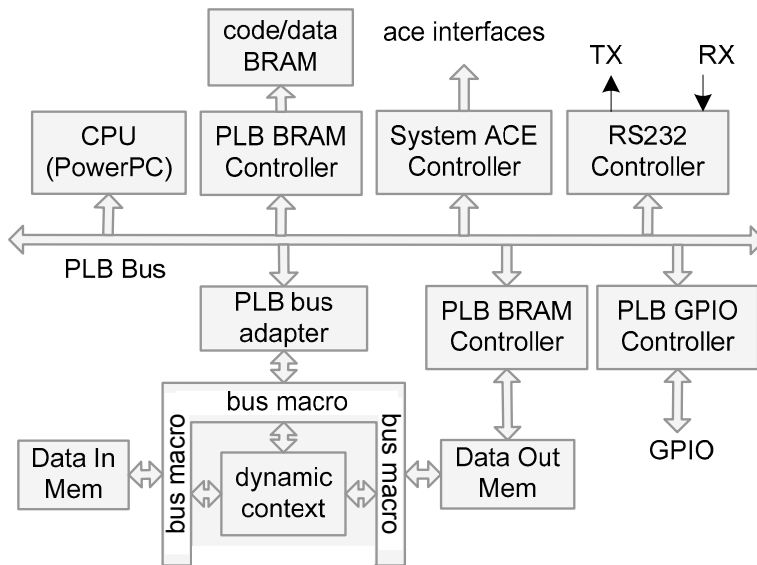 code/data
BRAM
ace interfaces
TX
RX
CPU
(PowerPC)
PLB BRAM
Controller
System ACE
Controller
RS232
Controller
PLB Bus
PLB bus
adapter
PLB BRAM
Controller
PLB GPIO
Controller
bus macro
bus macro
bus macro
Data In
Mem
dynamic
context
Data Out
Mem
GPIO